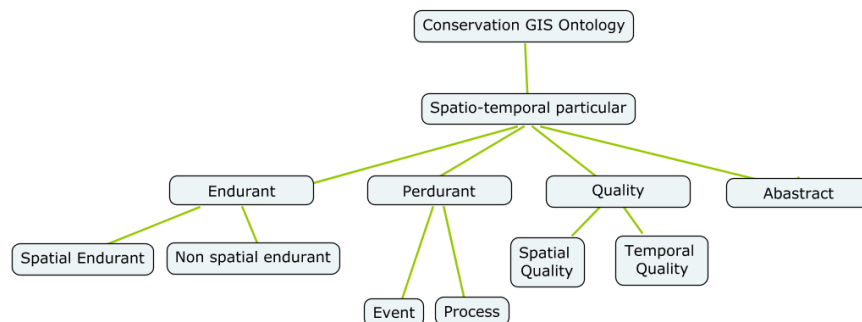 Conservation GIS Ontology
Spatio-temporal particular
Endurant
Perdurant
Quality
Abastract
Spatial Endurant
Non spatial endurant
Spatial
Quality
Temporal
Quality
Event
Process